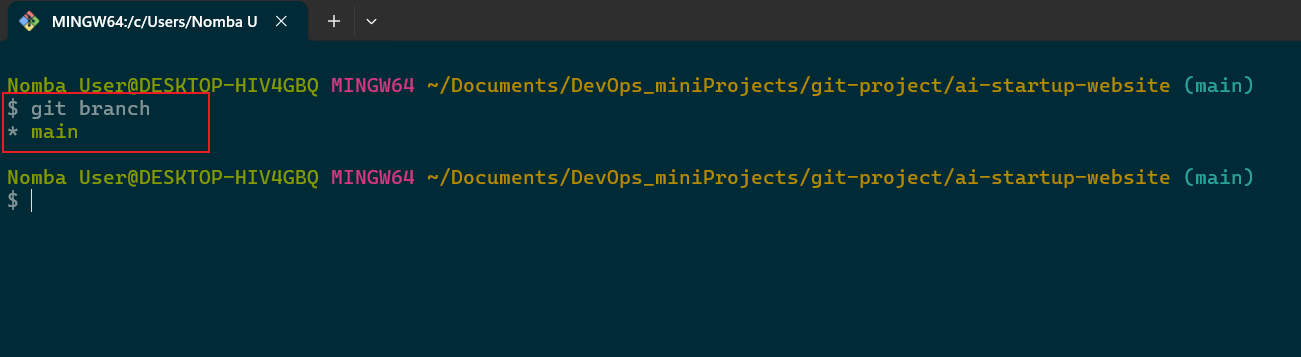 MINGW64:/c/Users/Nomba U
Nomba User@DESKTOP-HIV4GBQ MINGW64 ~/Documents/DevOps_miniProjects/git-project/ai-startup-website (main)
$ git branch
* main
Nomba User@DESKTOP-HIV4GBQ MINGW64 ~/Documents/DevOps_miniProjects/git-project/ai-startup-website (main)
$